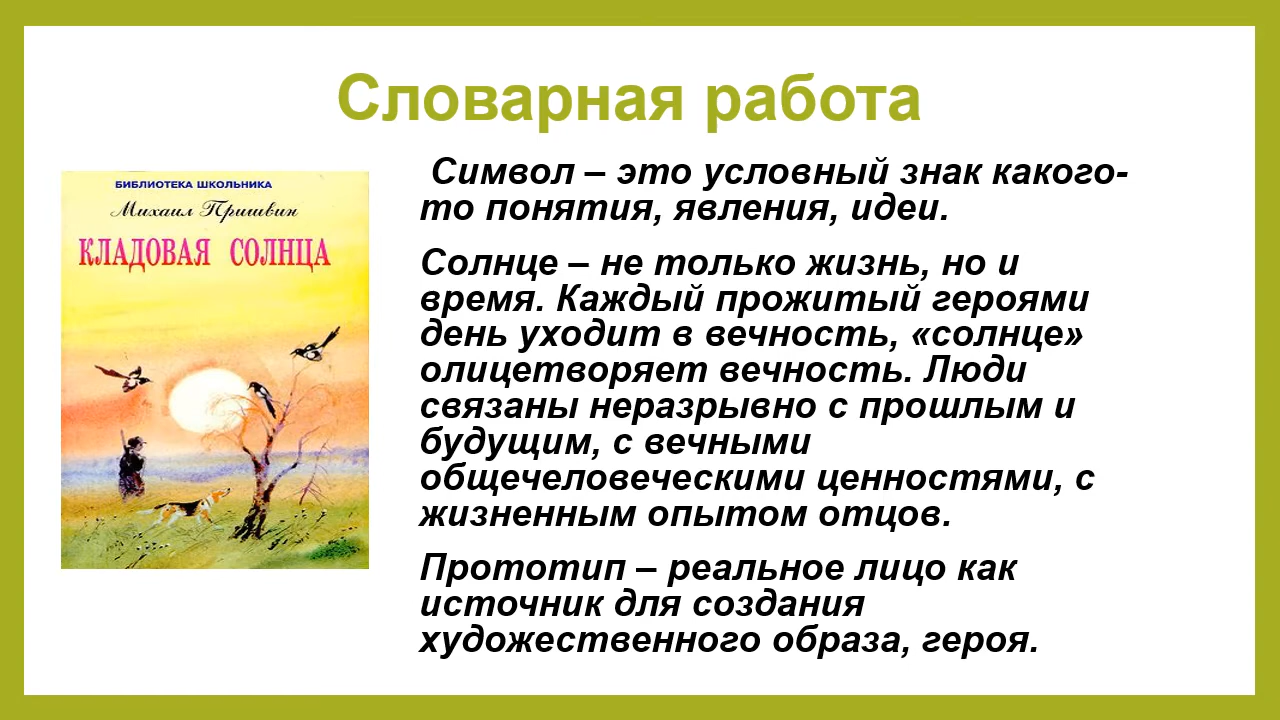 Словарная работа
БИБЛИОТЕКА ШКОЛЬНИКА
Михаил Пришвин
КЛАДОВАЯ СОЛНЦА
Символ – это условный знак какого-
то понятия, явления, идеи.
Солнце – не только жизнь, но и
время. Каждый прожитый героями
день уходит в вечность, «солнце»
олицетворяет вечность. Люди
связаны неразрывно с прошлым и
будущим, с вечными
общечеловеческими ценностями, с
жизненным опытом отцов.
Прототип – реальное лицо как
источник для создания
художественного образа, героя.